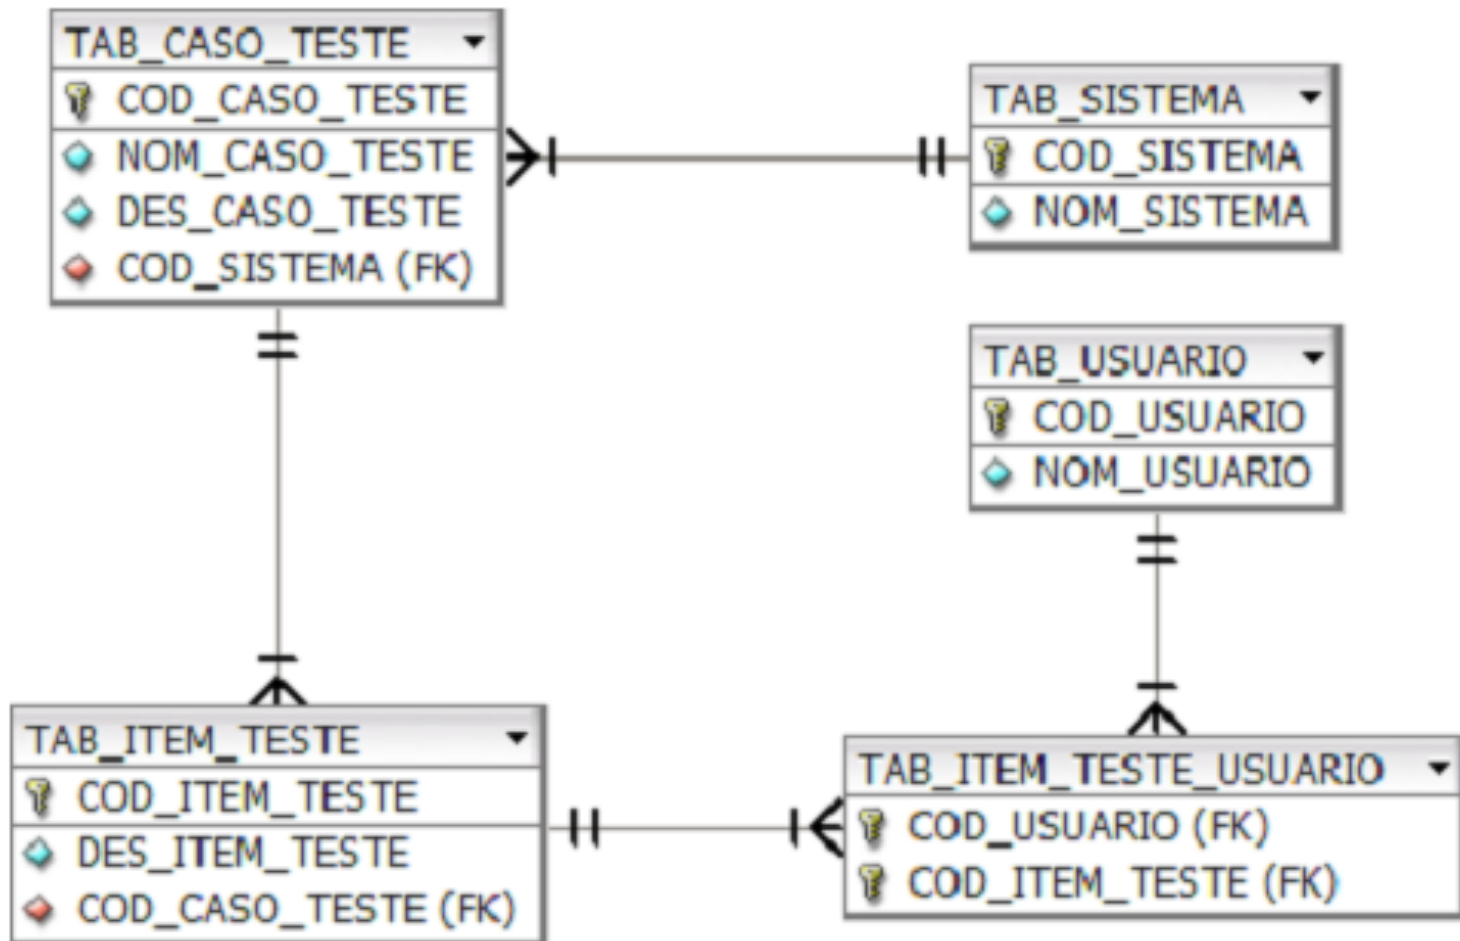 TAB_CASO_TESTE
COD_CASO_TESTE
NOM_CASO_TESTE
DES_CASO_TESTE
COD_SISTEMA (FK)
TAB_SISTEMA
COD_SISTEMA
NOM_SISTEMA
TAB_USUARIO
COD_USUARIO
NOM_USUARIO
TAB_ITEM_TESTE
COD_ITEM_TESTE
DES_ITEM_TESTE
COD_CASO_TESTE (FK)
TAB_ITEM_TESTE_USUARIO
COD_USUARIO (FK)
COD_ITEM_TESTE (FK)